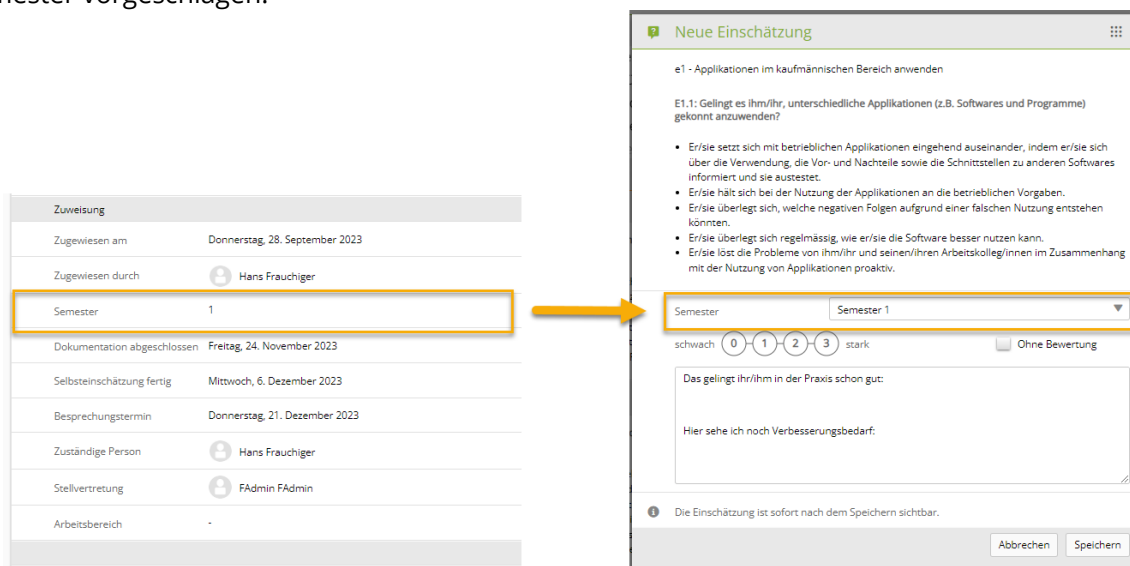 vorgeschlagen.
Zuweisung
Zugewiesen am Donnerstag, 28. September 2023
Zugewiesen durch Hans Frauchiger
Semester 1
Dokumentation abgeschlossen Freitag, 24. November 2023
Selbsteinschätzung fertig Mittwoch, 6. Dezember 2023
Besprechungstermin Donnerstag, 21. Dezember 2023
Zuständige Person Hans Frauchiger
Stellvertretung FAdmin FAdmin
Arbeitsbereich -
Neue Einschätzung
e1 - Applikationen im kaufmännischen Bereich anwenden
E1.1: Gelingt es ihm/ihr, unterschiedliche Applikationen (z.B. Softwares und Programme)
gekonnt anzuwenden?
• Er/sie setzt sich mit betrieblichen Applikationen eingehend auseinander, indem er/sie sich
über die Verwendung, die Vor- und Nachteile sowie die Schnittstellen zu anderen Softwares
informiert und sie austestet.
• Er/sie hält sich bei der Nutzung der Applikationen an die betrieblichen Vorgaben.
• Er/sie überlegt sich, welche negativen Folgen aufgrund einer falschen Nutzung entstehen
könnten.
• Er/sie überlegt sich regelmässig, wie er/sie die Software besser nutzen kann.
• Er/sie löst die Probleme von ihm/ihr und seinen/ihren Arbeitskolleg/innen im Zusammenhang
mit der Nutzung von Applikationen proaktiv.
Semester Semester 1
schwach 0 1 2 3 stark Ohne Bewertung
Das gelingt ihr/ihm in der Praxis schon gut:
Hier sehe ich noch Verbesserungsbedarf:
Die Einschätzung ist sofort nach dem Speichern sichtbar.
Abbrechen Speichern